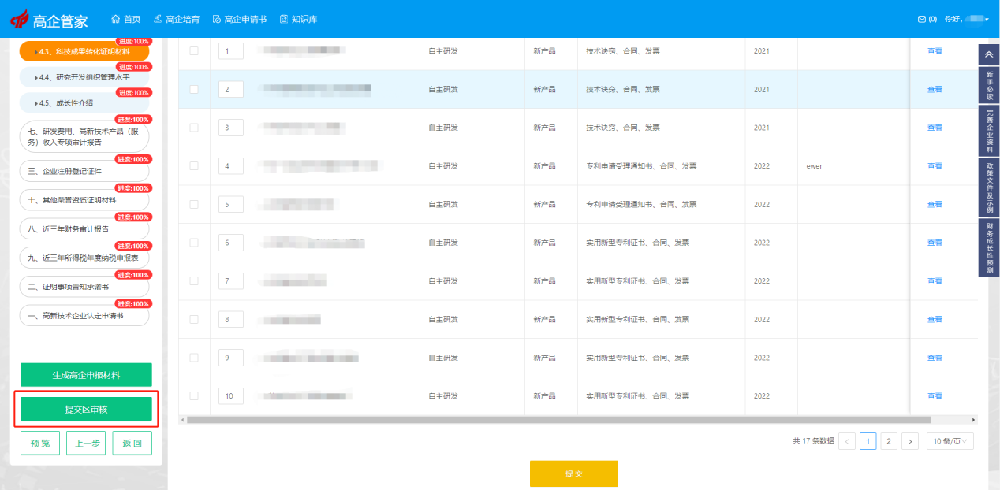 高企管家
首页
高企培育
高企申请书
知识库
(0)
你好,
进度:100%
4.3、科技成果转化证明材料
进度:100%
4.4、研究开发组织管理水平
进度:100%
4.5、成长性介绍
进度:100%
七、研发费用、高新技术产品（服
务）收入专项审计报告
进度:100%
三、企业注册登记证件
进度:100%
十、其他荣誉资质证明材料
进度:100%
八、近三年财务审计报告
进度:100%
九、近三年所得税年度纳税申报表
进度:100%
二、证明事项告知承诺书
进度:100%
一、高新技术企业认定申请书
生成高企申报材料
提交区审核
预 览
上一步
返 回
1 自主研发 新产品 技术诀窍、合同、发票 2021 查看
2 自主研发 新产品 技术诀窍、合同、发票 2021 查看
3 自主研发 新产品 技术诀窍、合同、发票 2021 查看
4 自主研发 新产品 专利申请受理通知书、合同、发票 2022 ewer 查看
5 自主研发 新产品 专利申请受理通知书、合同、发票 2022 查看
6 自主研发 新产品 实用新型专利证书、合同、发票 2022 查看
7 自主研发 新产品 实用新型专利证书、合同、发票 2022 查看
8 自主研发 新产品 实用新型专利证书、合同、发票 2022 查看
9 自主研发 新产品 实用新型专利证书、合同、发票 2022 查看
10 自主研发 新产品 实用新型专利证书、合同、发票 2022 查看
共 17 条数据 < 1 2 > 10 条/页
提 交
新手必读
完善企业资料
政策文件及示例
财务成长性预测